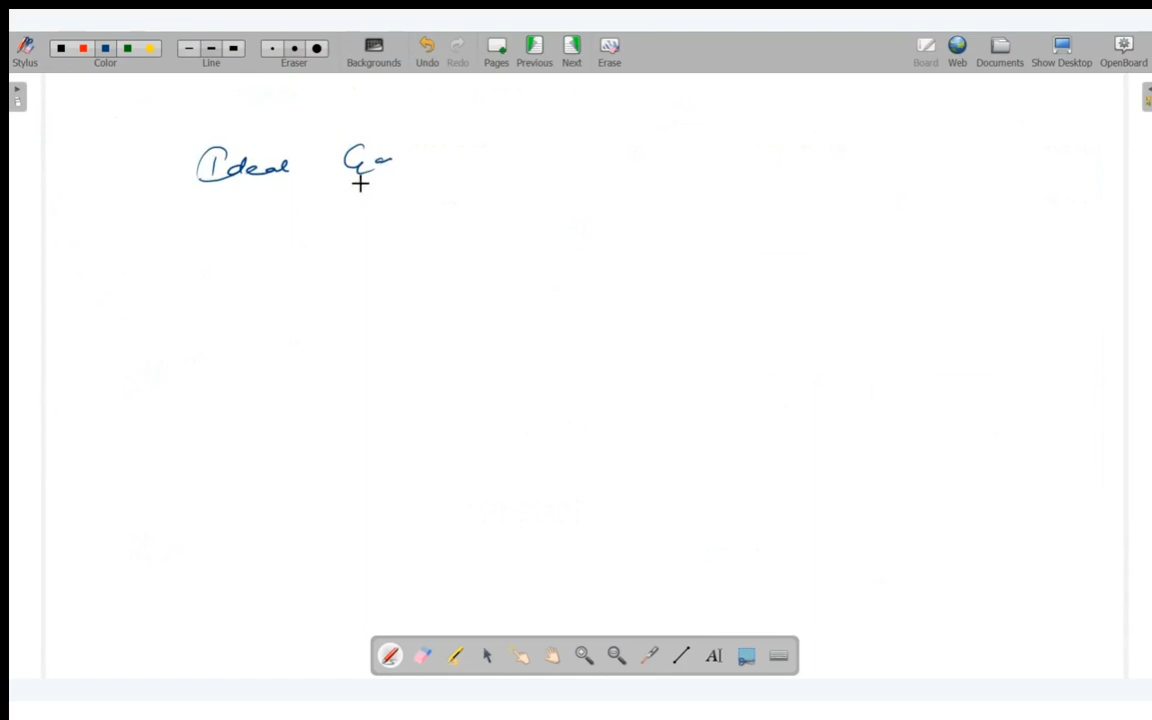 Stylus Color Line Eraser Backgrounds Undo Redo Pages Previous Next Erase Board Web Documents Show Desktop OpenBoard
Ideal Ga
AI